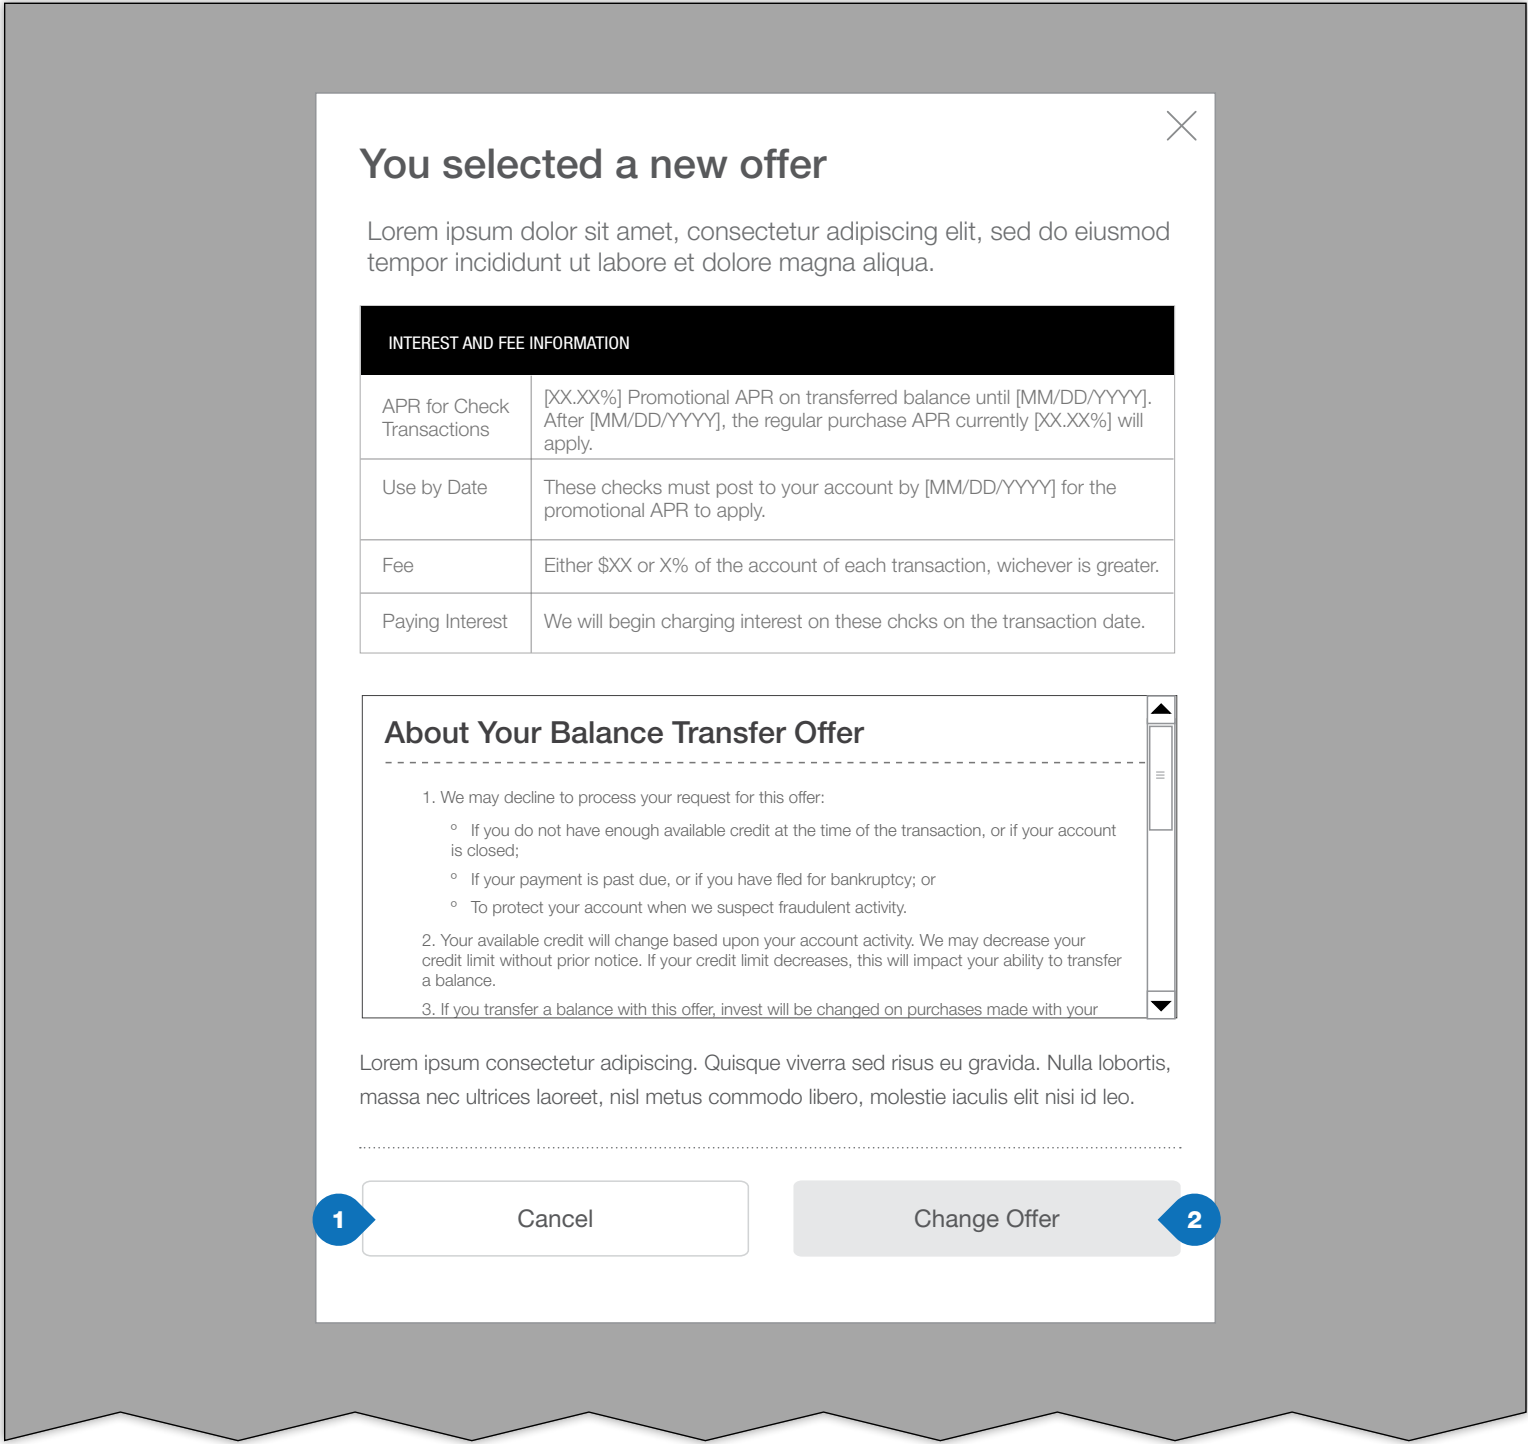 You selected a new offer
Lorem ipsum dolor sit amet, consectetur adipiscing elit, sed do eiusmod
tempor incididunt ut labore et dolore magna aliqua.
INTEREST AND FEE INFORMATION
APR for Check
Transactions
[XX.XX%] Promotional APR on transferred balance until [MM/DD/YYYY].
After [MM/DD/YYYY], the regular purchase APR currently [XX.XX%] will
apply.
Use by Date
These checks must post to your account by [MM/DD/YYYY] for the
promotional APR to apply.
Fee
Either $XX or X% of the account of each transaction, wichever is greater.
Paying Interest
We will begin charging interest on these chcks on the transaction date.
About Your Balance Transfer Offer
1. We may decline to process your request for this offer:
º If you do not have enough available credit at the time of the transaction, or if your account
is closed;
º If your payment is past due, or if you have fled for bankruptcy; or
º To protect your account when we suspect fraudulent activity.
2. Your available credit will change based upon your account activity. We may decrease your
credit limit without prior notice. If your credit limit decreases, this will impact your ability to transfer
a balance.
3. If you transfer a balance with this offer, invest will be changed on purchases made with your
Lorem ipsum consectetur adipiscing. Quisque viverra sed risus eu gravida. Nulla lobortis,
massa nec ultrices laoreet, nisl metus commodo libero, molestie iaculis elit nisi id leo.
1
Cancel
Change Offer
2